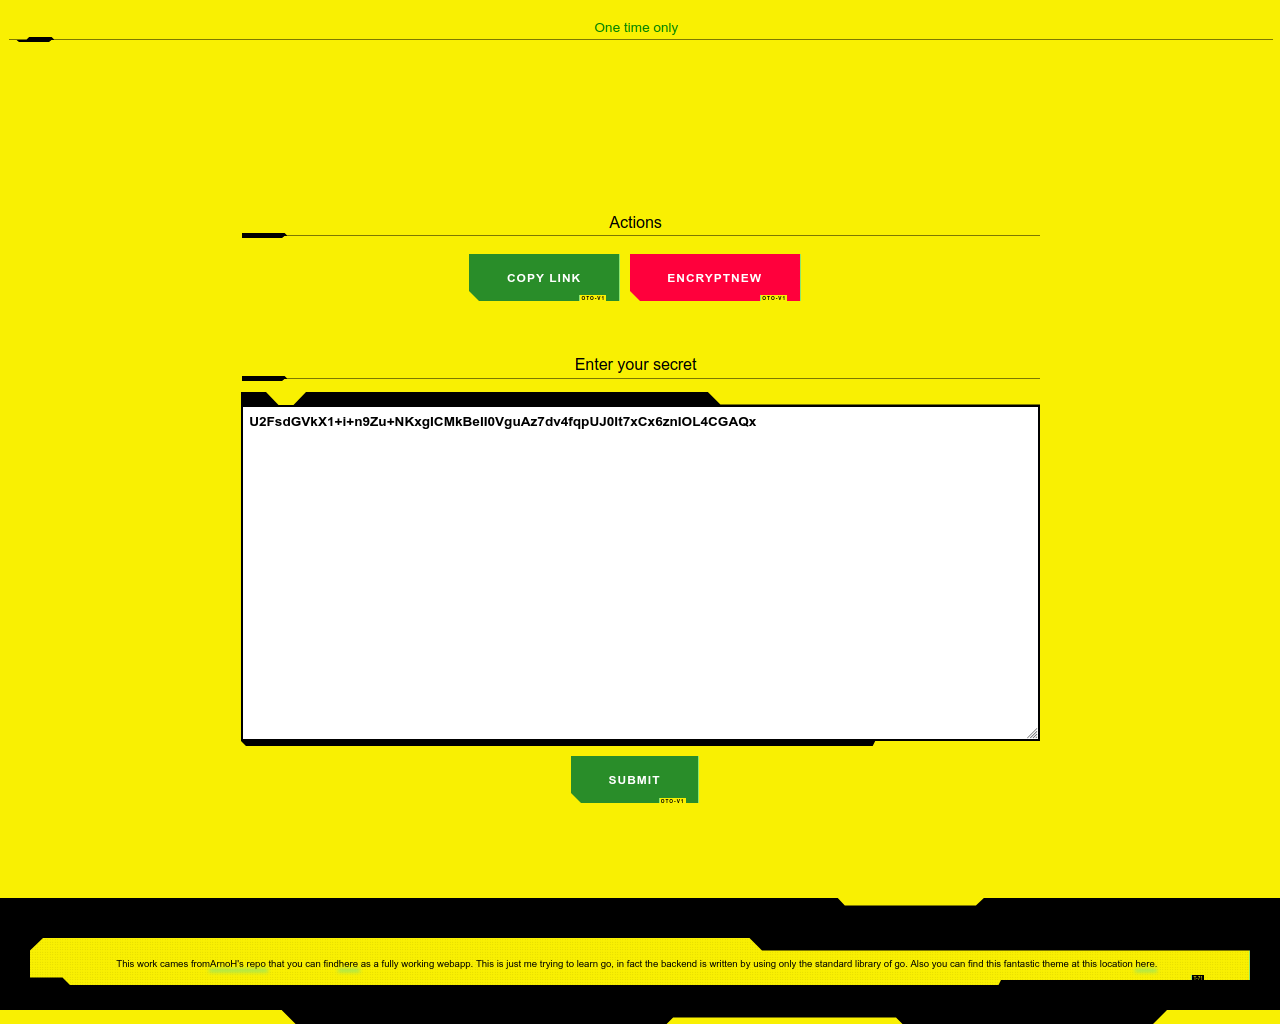 One time only
Actions
COPY LINK
OTO-V1
ENCRYPTNEW
OTO-V1
Enter your secret
U2FsdGVkX1+i+n9Zu+NKxgICMkBeIl0VguAz7dv4fqpUJ0It7xCx6znIOL4CGAQx
SUBMIT
OTO-V1
This work cames fromArnoH's repo that you can findhere as a fully working webapp. This is just me trying to learn go, in fact the backend is written by using only the standard library of go. Also you can find this fantastic theme at this location here.